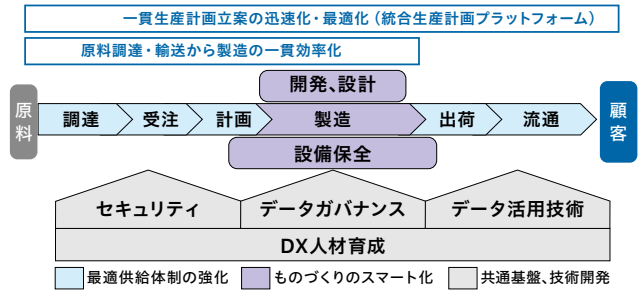 一貫生産計画立案の迅速化・最適化（統合生産計画プラットフォーム）
原料調達・輸送から製造の一貫効率化
開発、設計
原料
調達
受注
計画
製造
出荷
流通
顧客
設備保全
セキュリティ
データガバナンス
データ活用技術
DX人材育成
最適供給体制の強化
ものづくりのスマート化
共通基盤、技術開発